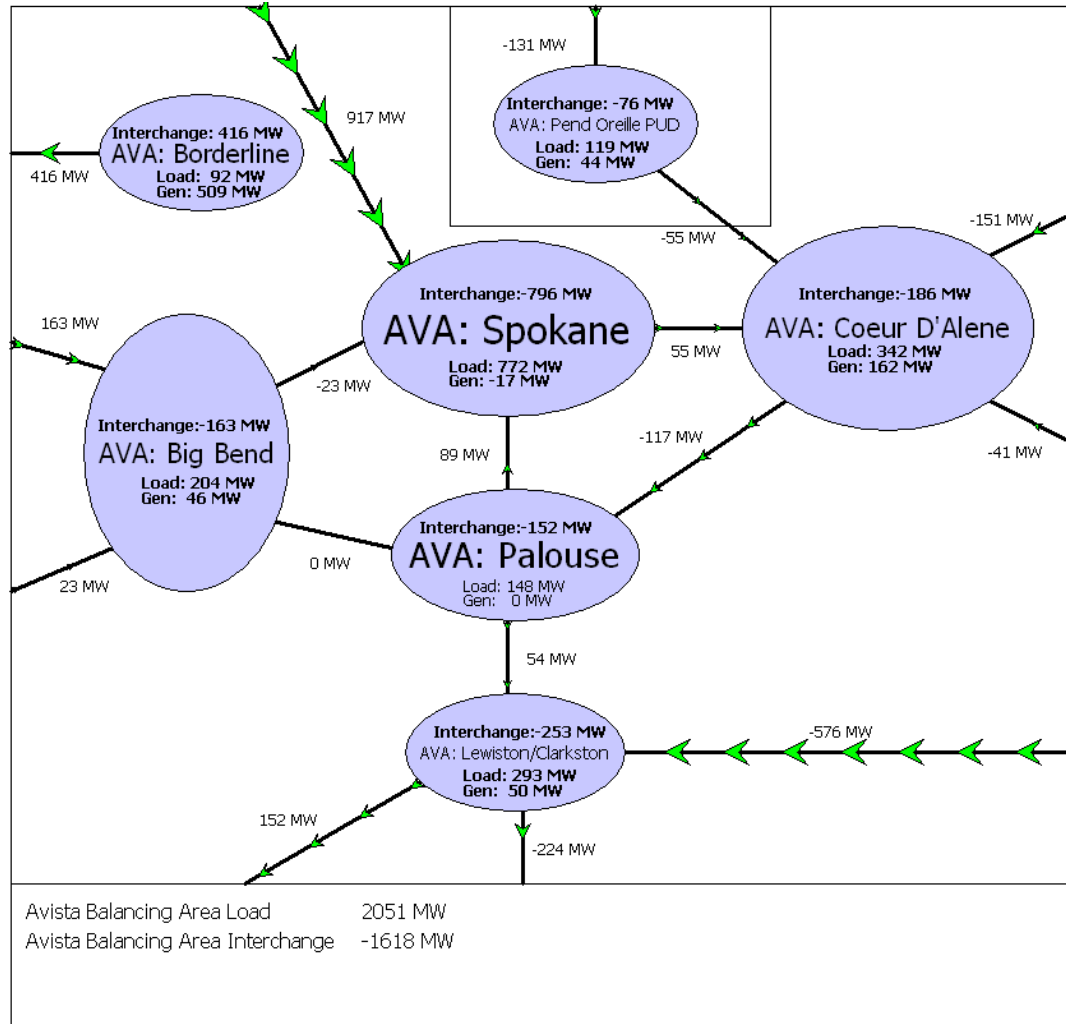 -131 MW
Interchange: -76 MW
AVA: Pend Oreille PUD
Load: 119 MW
Gen: 44 MW
917 MW
Interchange: 416 MW
AVA: Borderline
Load: 92 MW
Gen: 509 MW
416 MW
-55 MW
-151 MW
Interchange:-796 MW
AVA: Spokane
Load: 772 MW
Gen: -17 MW
Interchange: -186 MW
AVA: Coeur D'Alene
Load: 342 MW
Gen: 162 MW
163 MW
55 MW
-23 MW
Interchange:-163 MW
AVA: Big Bend
Load: 204 MW
Gen: 46 MW
89 MW
-117 MW
-41 MW
Interchange:-152 MW
AVA: Palouse
Load: 148 MW
Gen: 0 MW
0 MW
23 MW
54 MW
Interchange:-253 MW
AVA: Lewiston/Clarkston
Load: 293 MW
Gen: 50 MW
-576 MW
152 MW
-224 MW
Avista Balancing Area Load 2051 MW
Avista Balancing Area Interchange -1618 MW